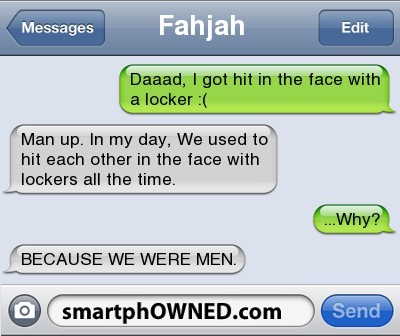 Messages
Fahjah
Edit
Daaad, I got hit in the face with
a locker :(
Man up. In my day, We used to
hit each other in the face with
lockers all the time.
...Why?
BECAUSE WE WERE MEN.
smartphOWNED.com
Send